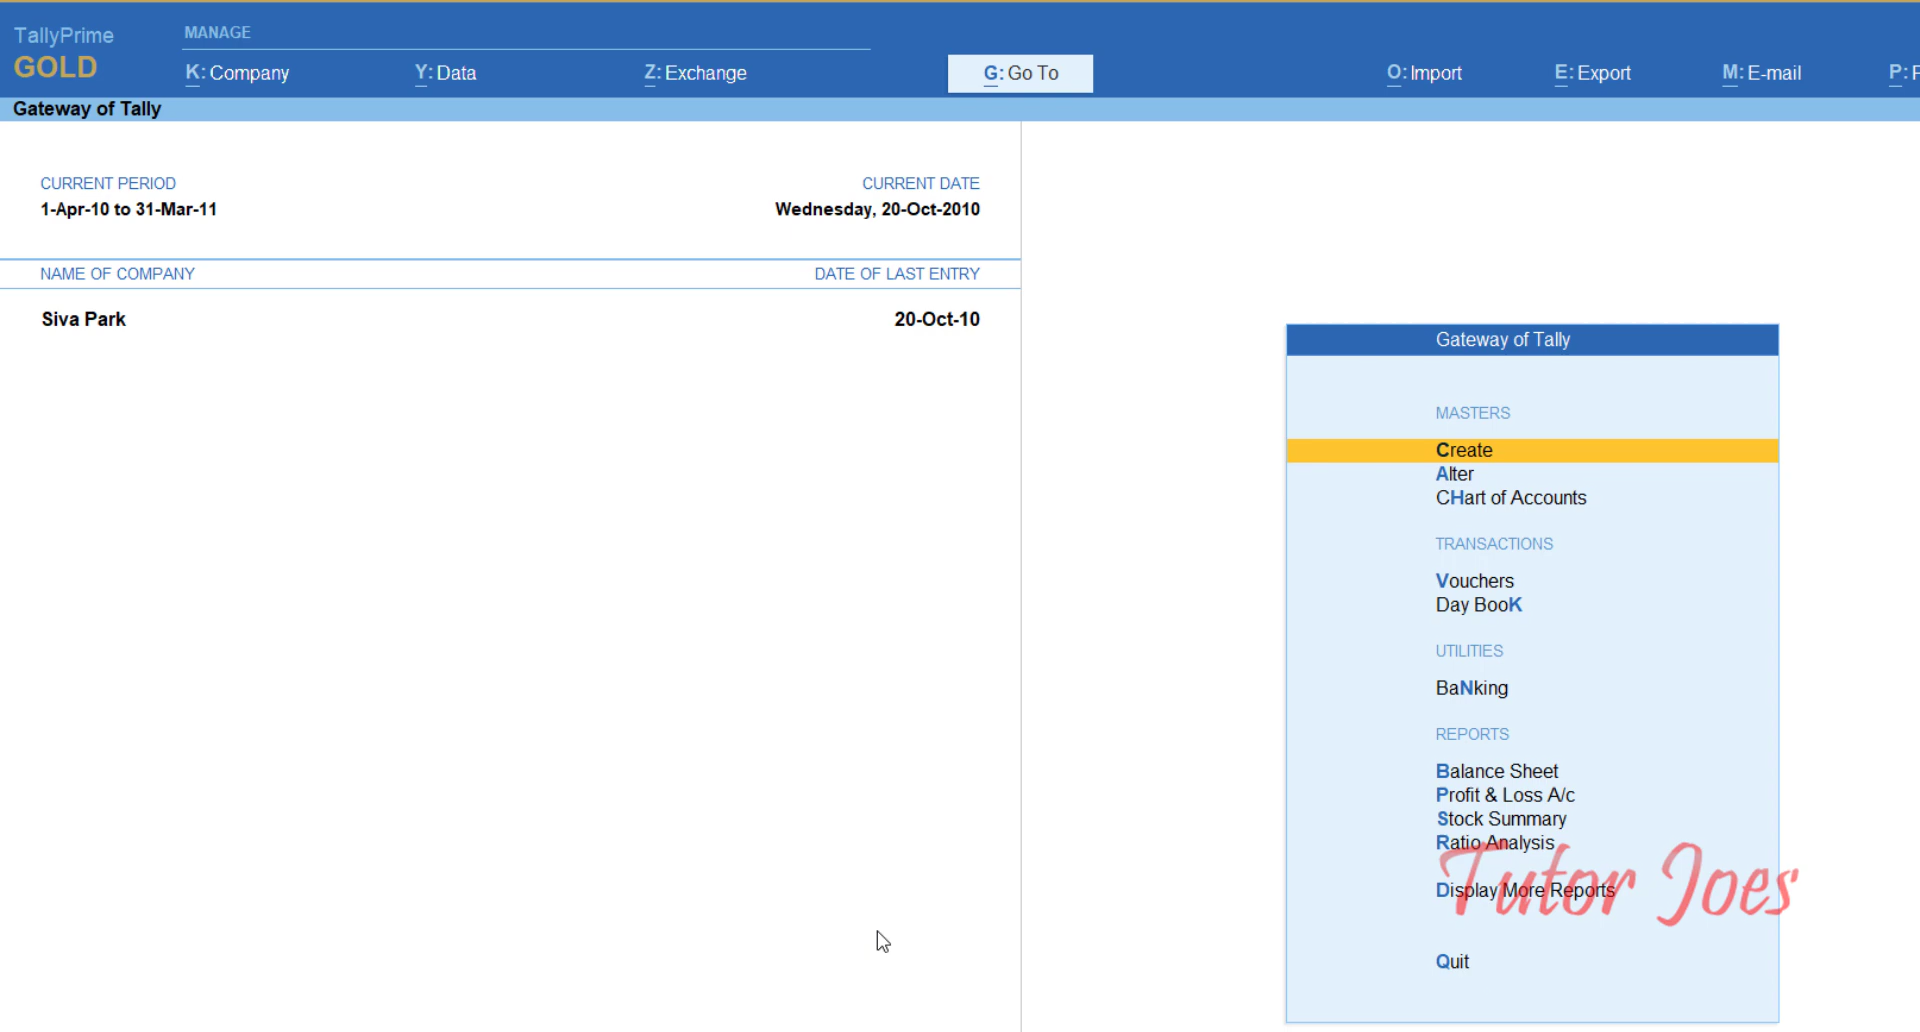 TallyPrime
GOLD
MANAGE
K: Company
Y: Data
Z: Exchange
G: Go To
O: Import
E: Export
M: E-mail
P:
Gateway of Tally
CURRENT PERIOD
CURRENT DATE
1-Apr-10 to 31-Mar-11
Wednesday, 20-Oct-2010
NAME OF COMPANY
DATE OF LAST ENTRY
Siva Park
20-Oct-10
Gateway of Tally
MASTERS
Create
Alter
CHart of Accounts
TRANSACTIONS
Vouchers
Day BooK
UTILITIES
BaNking
REPORTS
Balance Sheet
Profit & Loss A/c
Stock Summary
Ratio Analysis
Display More Reports
Tutor Joes
Quit